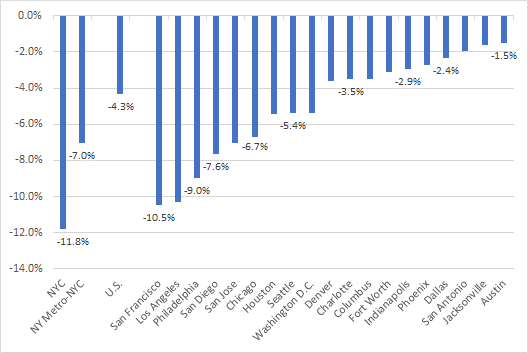 0.0%
-2.0%
-4.0%
-6.0%
-8.0%
-10.0%
-12.0%
-14.0%
-11.8%
-7.0%
-4.3%
-10.5%
-9.0%
-7.6%
-6.7%
-5.4%
-3.5%
-2.9%
-2.4%
-1.5%
NYC
NY Metro-NYC
U.S.
San Francisco
Los Angeles
Philadelphia
San Diego
San Jose
Chicago
Houston
Seattle
Washington D.C.
Denver
Charlotte
Columbus
Fort Worth
Indianapolis
Phoenix
Dallas
San Antonio
Jacksonville
Austin